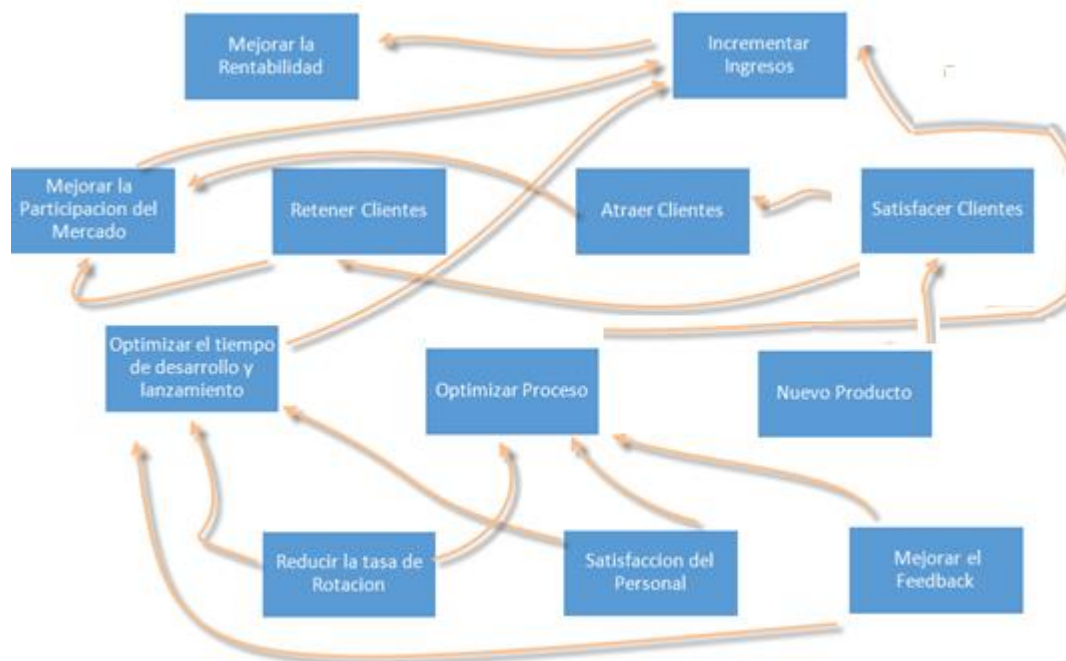 Mejorar la
Rentabilidad
Incrementar
Ingresos
Mejorar la
Participacion del
Mercado
Retener Clientes
Atraer Clientes
Satisfacer Clientes
Optimizar el tiempo
de desarrollo y
lanzamiento
Optimizar Proceso
Nuevo Producto
Reducir la tasa de
Rotacion
Satisfaccion del
Personal
Mejorar el
Feedback